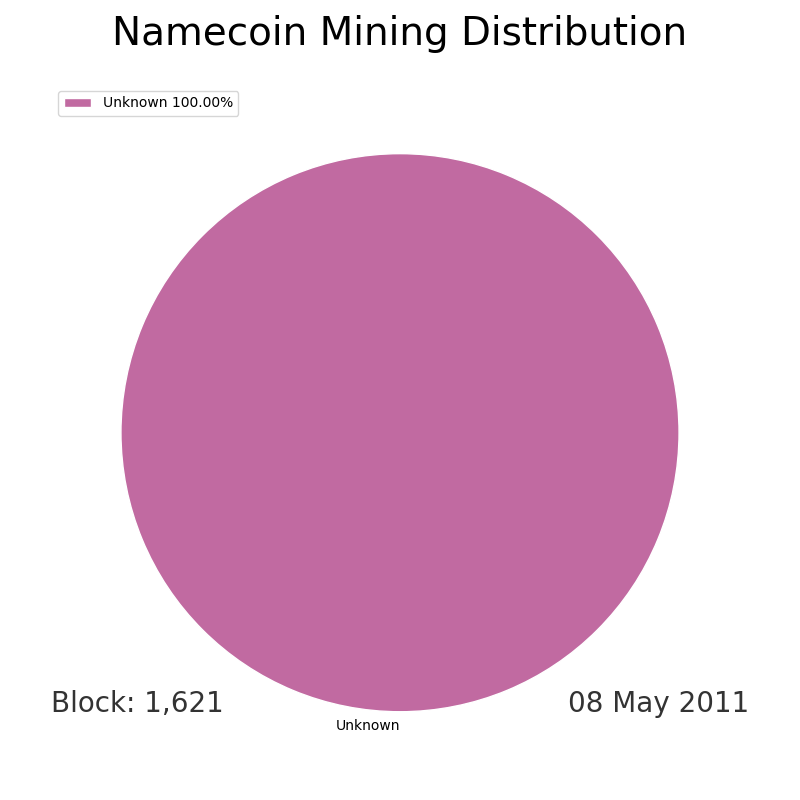 Namecoin Mining Distribution
Unknown 100.00%
Block: 1,621
08 May 2011
Unknown